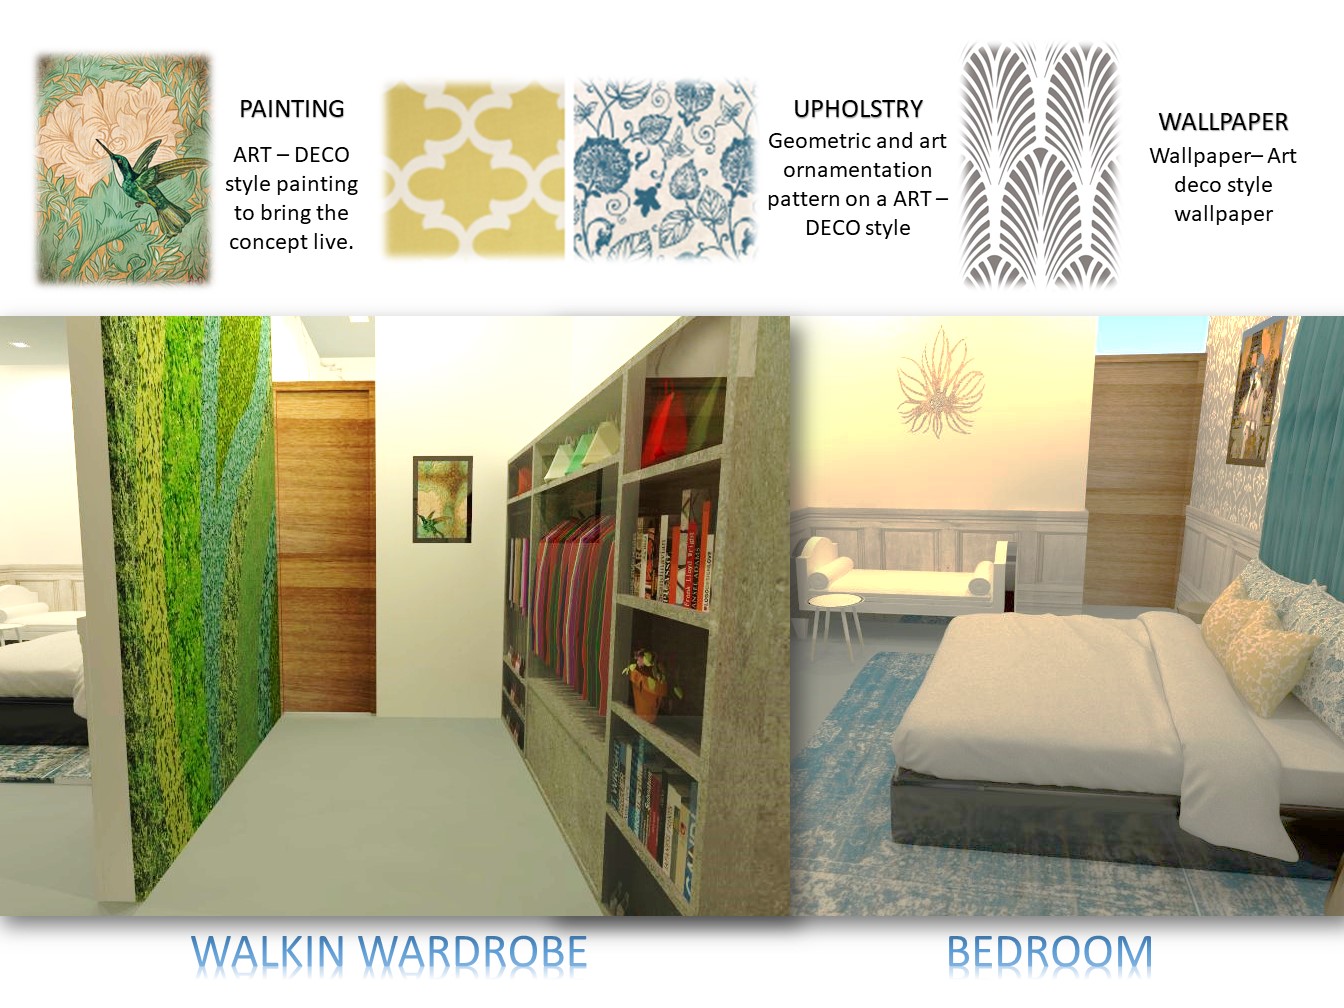 PAINTING
ART – DECO
style painting
to bring the
concept live.
UPHOLSTRY
Geometric and art
ornamentation
pattern on a ART –
DECO style
WALLPAPER
Wallpaper– Art
deco style
wallpaper
WALKIN WARDROBE
BEDROOM